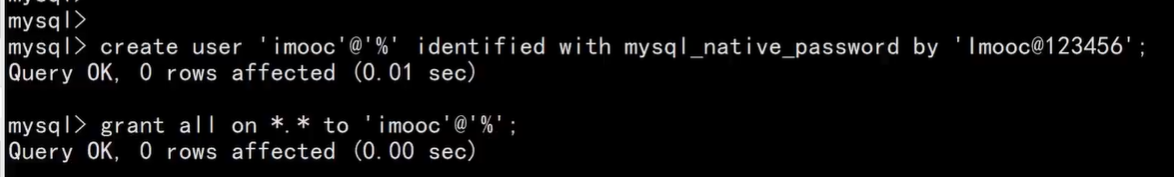 mysql>
mysql> create user 'imooc'@'%' identified with mysql_native_password by 'Imooc@123456';
Query OK, 0 rows affected (0.01 sec)
mysql> grant all on *.* to 'imooc'@'%';
Query OK, 0 rows affected (0.00 sec)